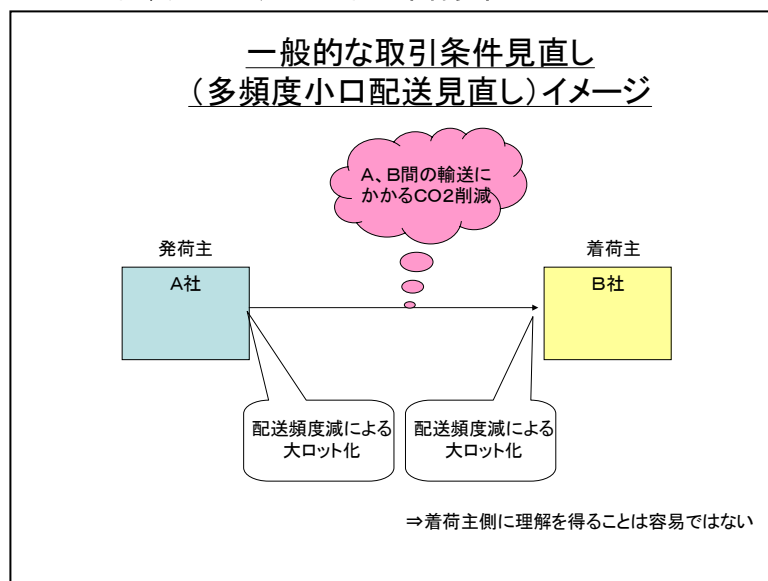 一般的な取引条件見直し
（多頻度小口配送見直し）イメージ
A、B間の輸送に
かかるCO2削減
発荷主
着荷主
A社
B社
配送頻度減による
大ロット化
配送頻度減による
大ロット化
⇒着荷主側に理解を得ることは容易ではない